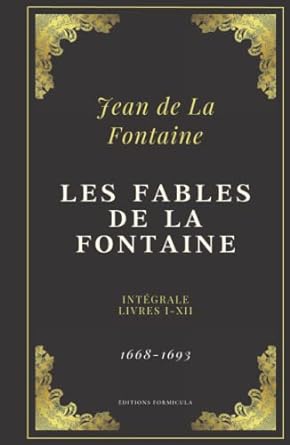 Jean de La
Fontaine
LES FABLES
DE LA
FONTAINE
INTÉGRALE
LIVRES I-XII
1668-1693
ÉDITIONS FORMICULA